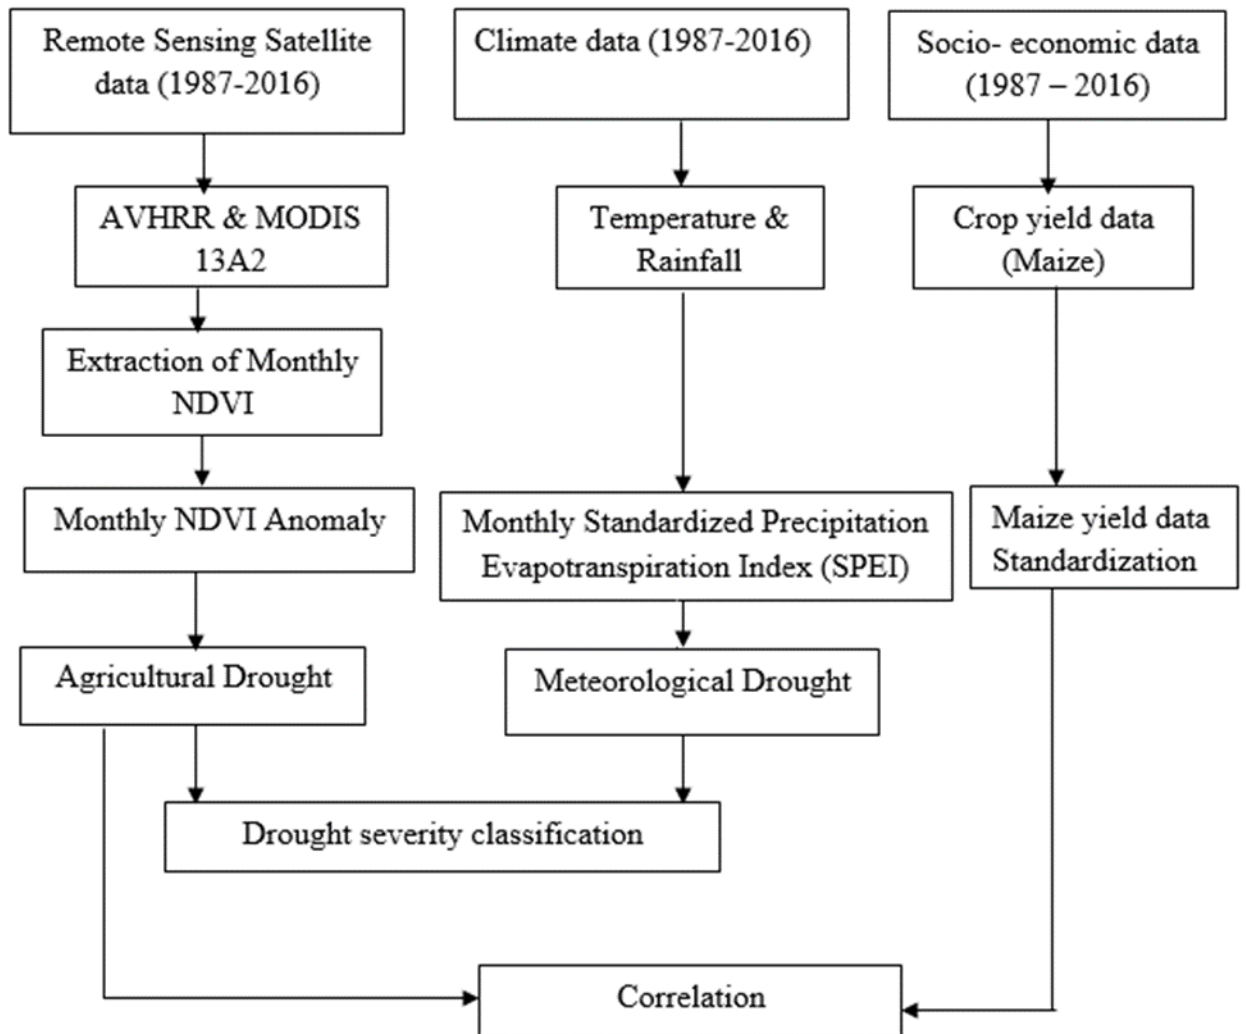 Remote Sensing Satellite
data (1987-2016)
Climate data (1987-2016)
Socio- economic data
(1987 – 2016)
AVHRR & MODIS
13A2
Temperature &
Rainfall
Crop yield data
(Maize)
Extraction of Monthly
NDVI
Monthly NDVI Anomaly
Monthly Standardized Precipitation
Evapotranspiration Index (SPEI)
Maize yield data
Standardization
Agricultural Drought
Meteorological Drought
Drought severity classification
Correlation